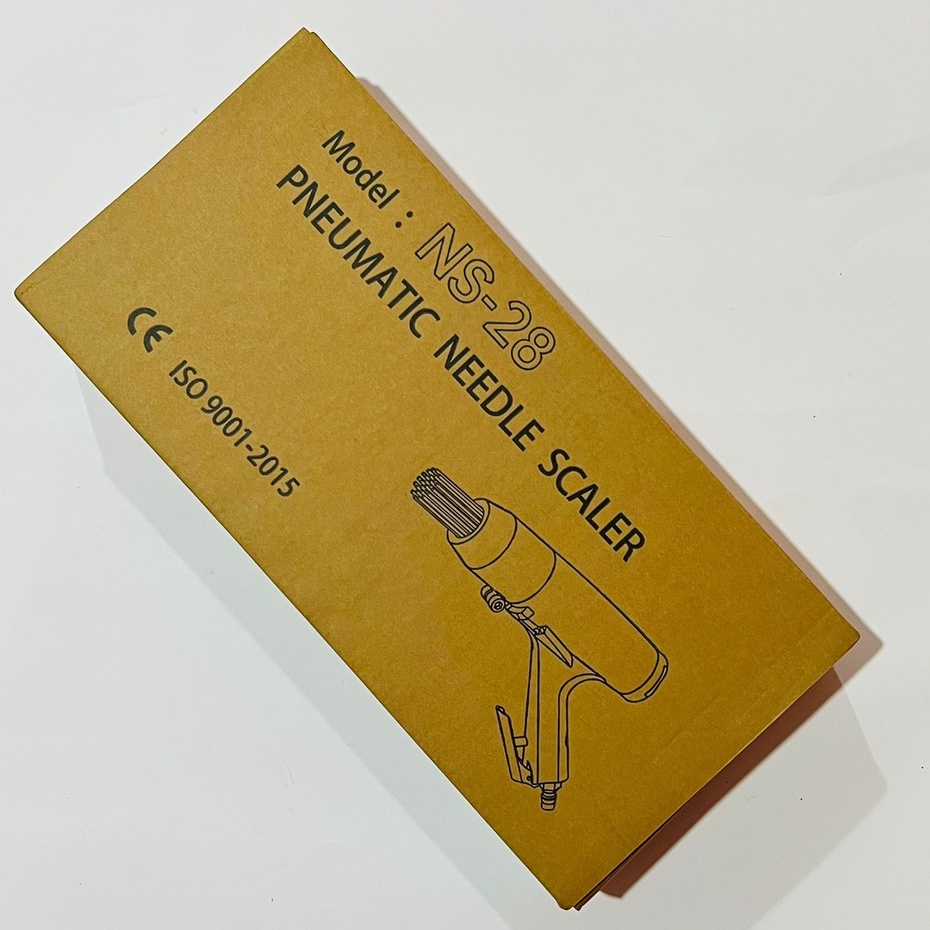 Model : NS-28
PNEUMATIC NEEDLE SCALER
CE ISO 9001-2015